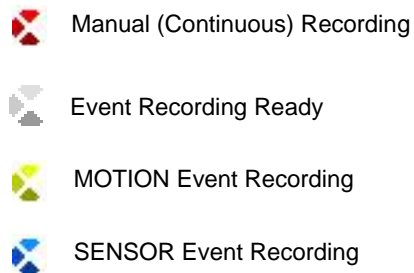 Manual (Continuous) Recording
Event Recording Ready
MOTION Event Recording
SENSOR Event Recording